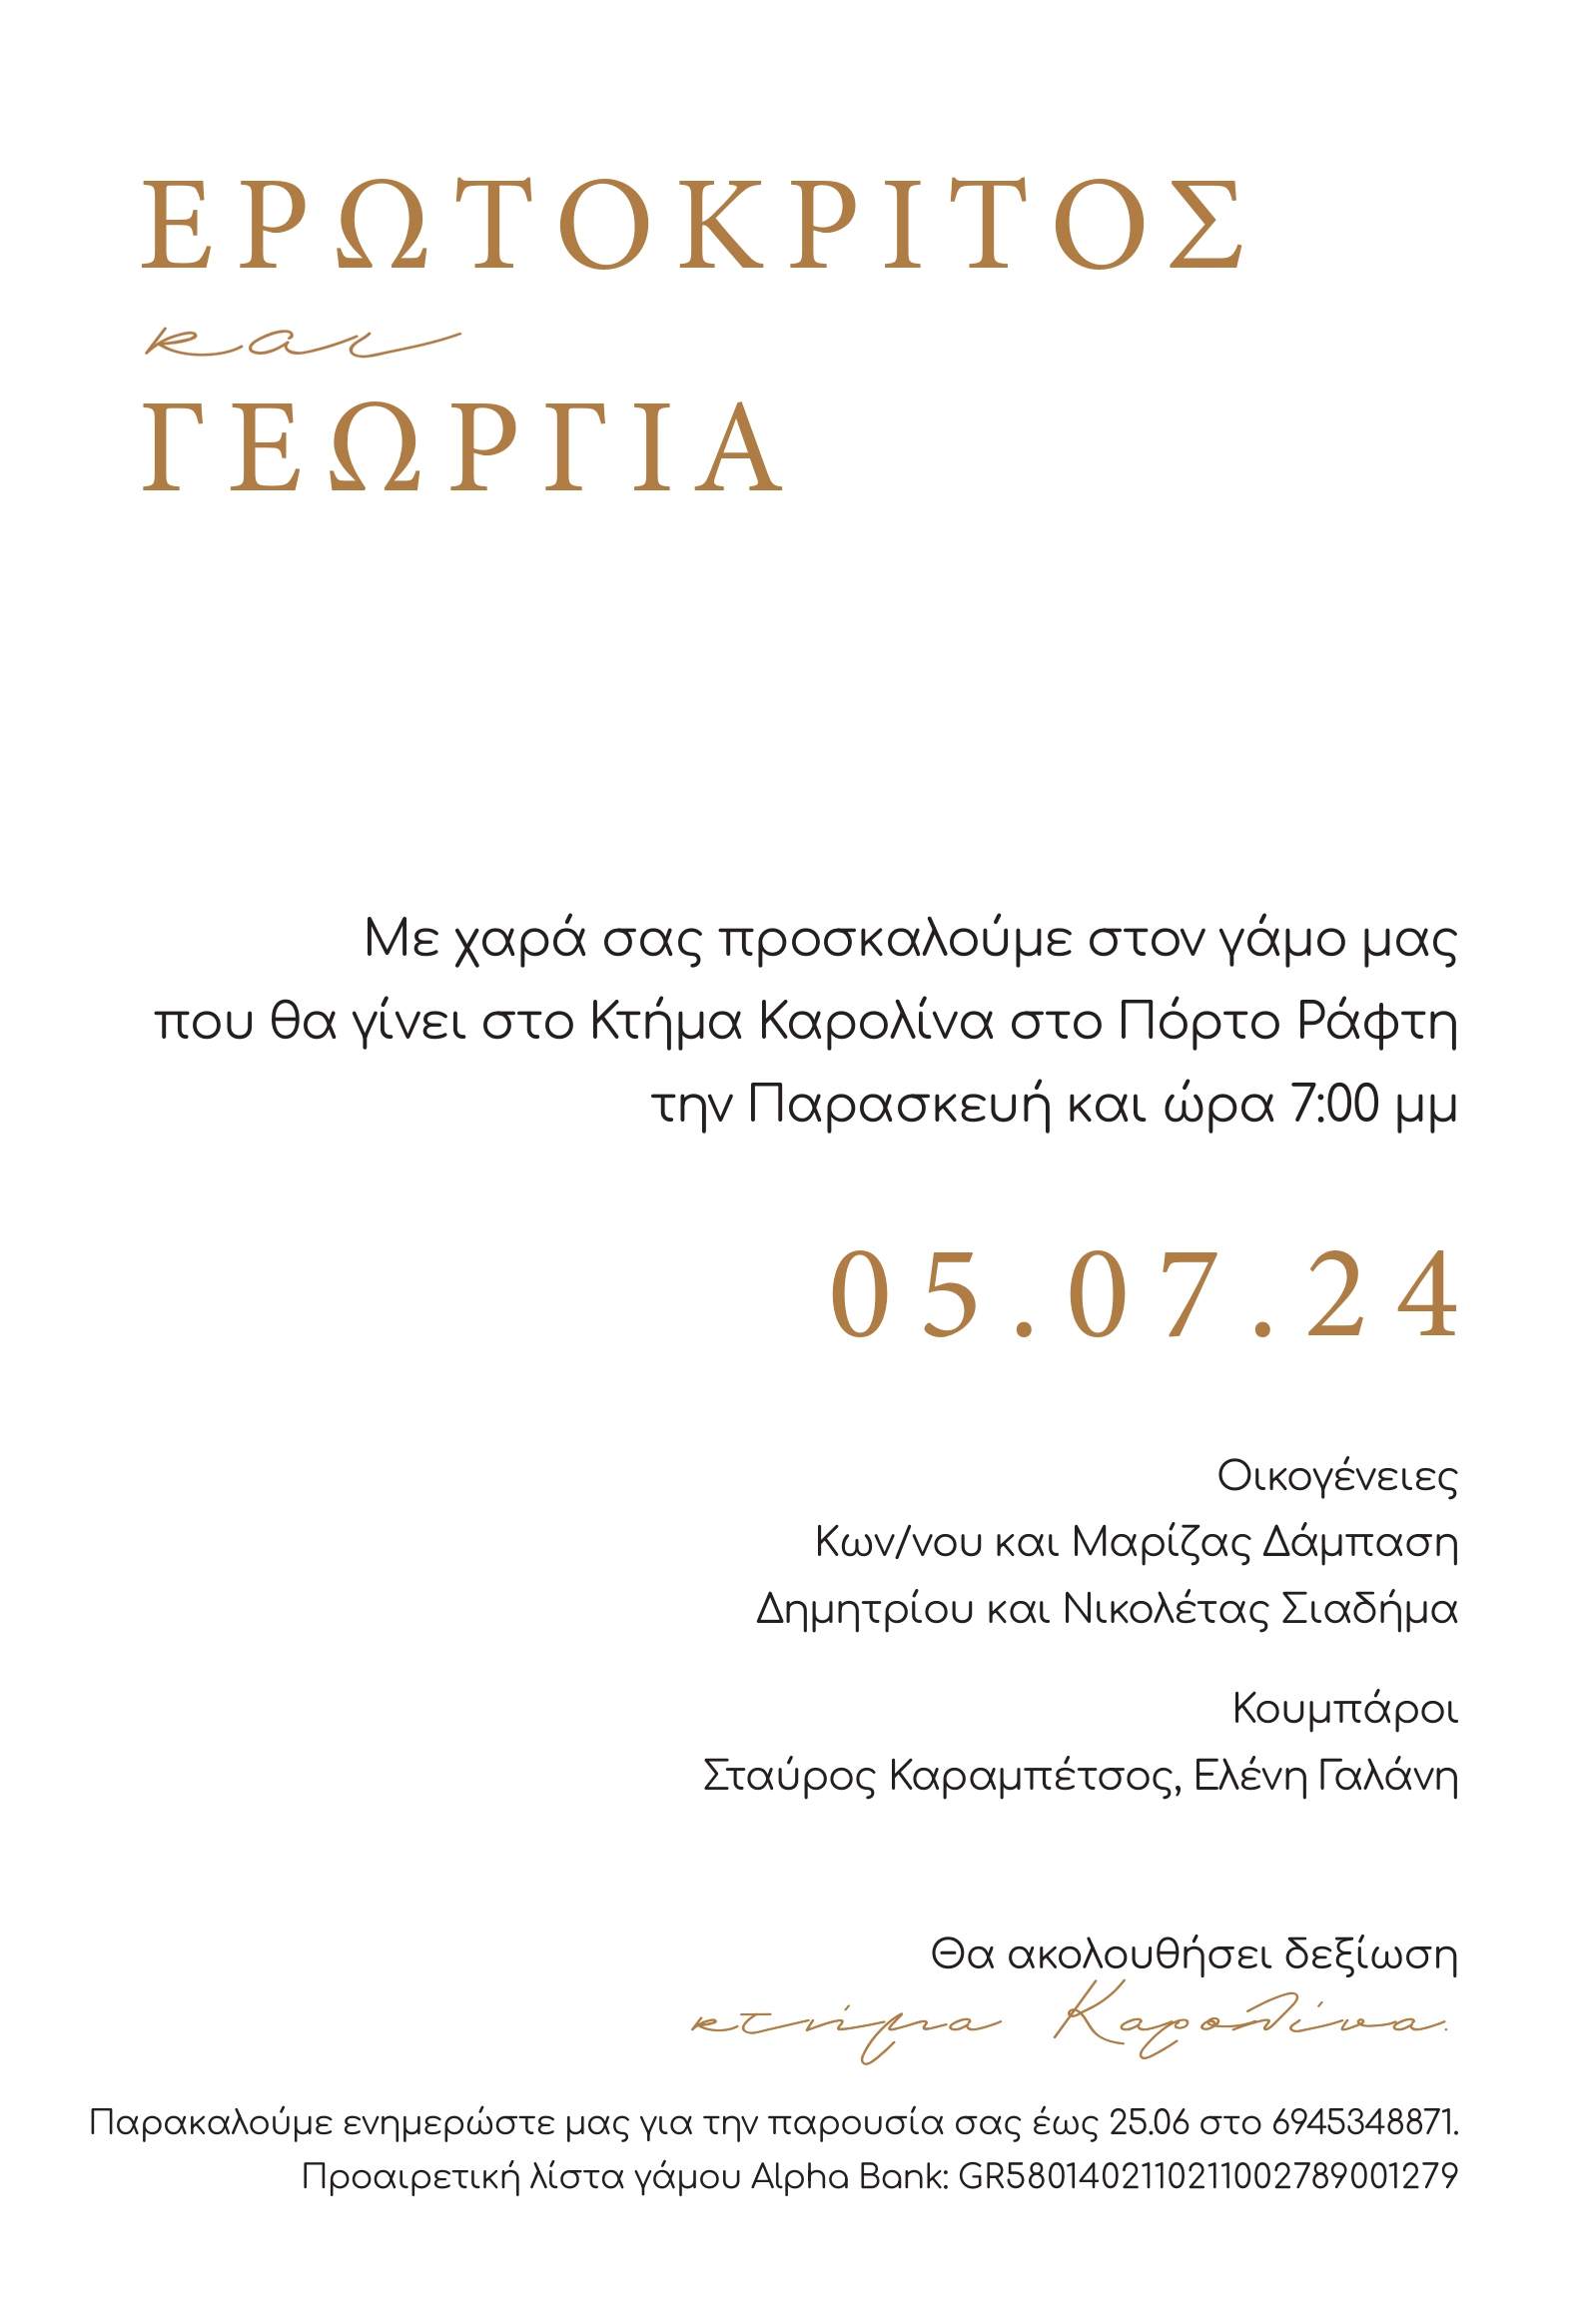 ΕΡΩΤΟΚΡΙΤΟΣ
και
ΓΕΩΡΓΙΑ
Με χαρά σας προσκαλούμε στον γάμο μας
που θα γίνει στο Κτήμα Καρολίνα στο Πόρτο Ράφτη
την Παρασκευή και ώρα 7:00 μμ
05.07.24
Οικογένειες
Κων/νου και Μαρίζας Δάμπαση
Δημητρίου και Νικολέτας Σιαδήμα
Κουμπάροι
Σταύρος Καραμπέτσος, Ελένη Γαλάνη
Θα ακολουθήσει δεξίωση
κτήμα Καρολίνα.
Παρακαλούμε ενημερώστε μας για την παρουσία σας έως 25.06 στο 6945348871.
Προαιρετική λίστα γάμου Alpha Bank: GR5801402110211002789001279